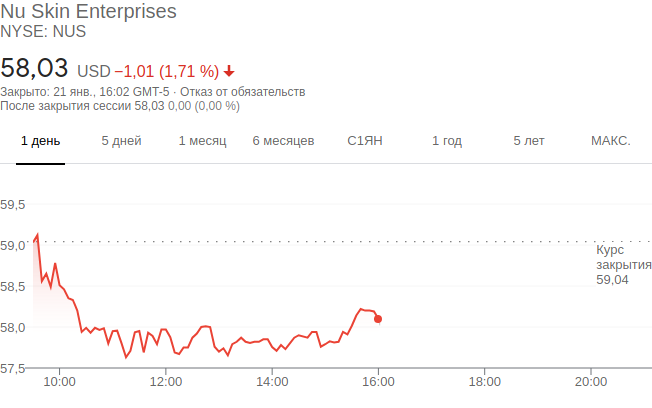 Nu Skin Enterprises
NYSE: NUS
58,03 USD −1,01 (1,71 %)
Закрыто: 21 янв., 16:02 GMT-5 · Отказ от обязательств
После закрытия сессии 58,03 0,00 (0,00 %)
1 день 5 дней 1 месяц 6 месяцев С1ЯН 1 год 5 лет МАКС.
59,5
59,0
Курс
закрытия
59,04
58,5
58,0
57,5
10:00 12:00 14:00 16:00 18:00 20:00